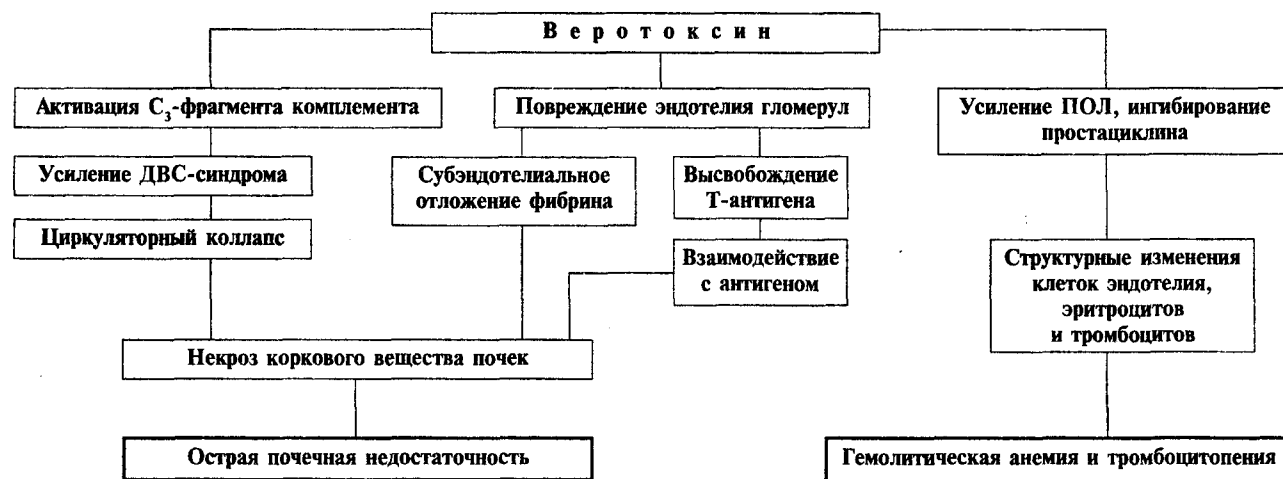 В е р о т о к с и н
Активация С₃-фрагмента комплемента
Повреждение эндотелия гломерул
Усиление ПОЛ, ингибирование
простациклина
Усиление ДВС-синдрома
Субэндотелиальное
отложение фибрина
Высвобождение
Т-антигена
Циркуляторный коллапс
Взаимодействие
с антигеном
Структурные изменения
клеток эндотелия,
эритроцитов
и тромбоцитов
Некроз коркового вещества почек
Острая почечная недостаточность
Гемолитическая анемия и тромбоцитопения